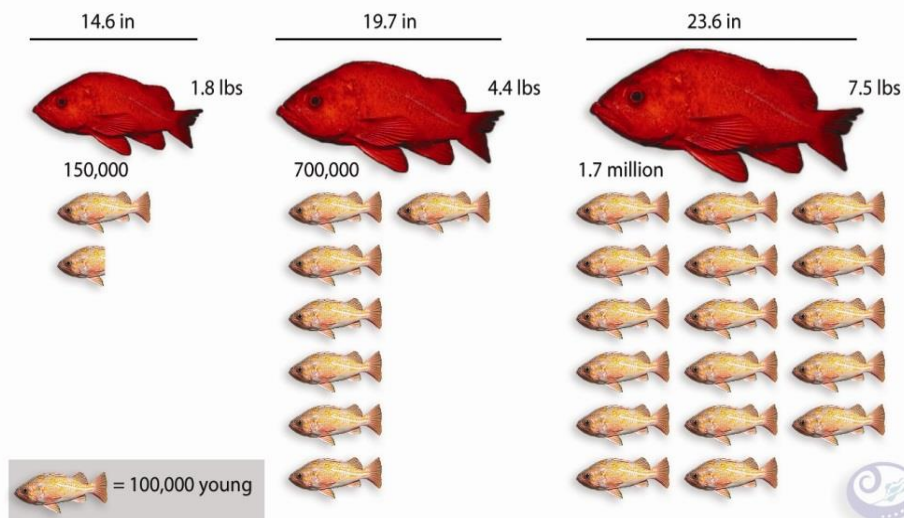 14.6 in
19.7 in
23.6 in
1.8 lbs
4.4 lbs
7.5 lbs
150,000
700,000
1.7 million
= 100,000 young